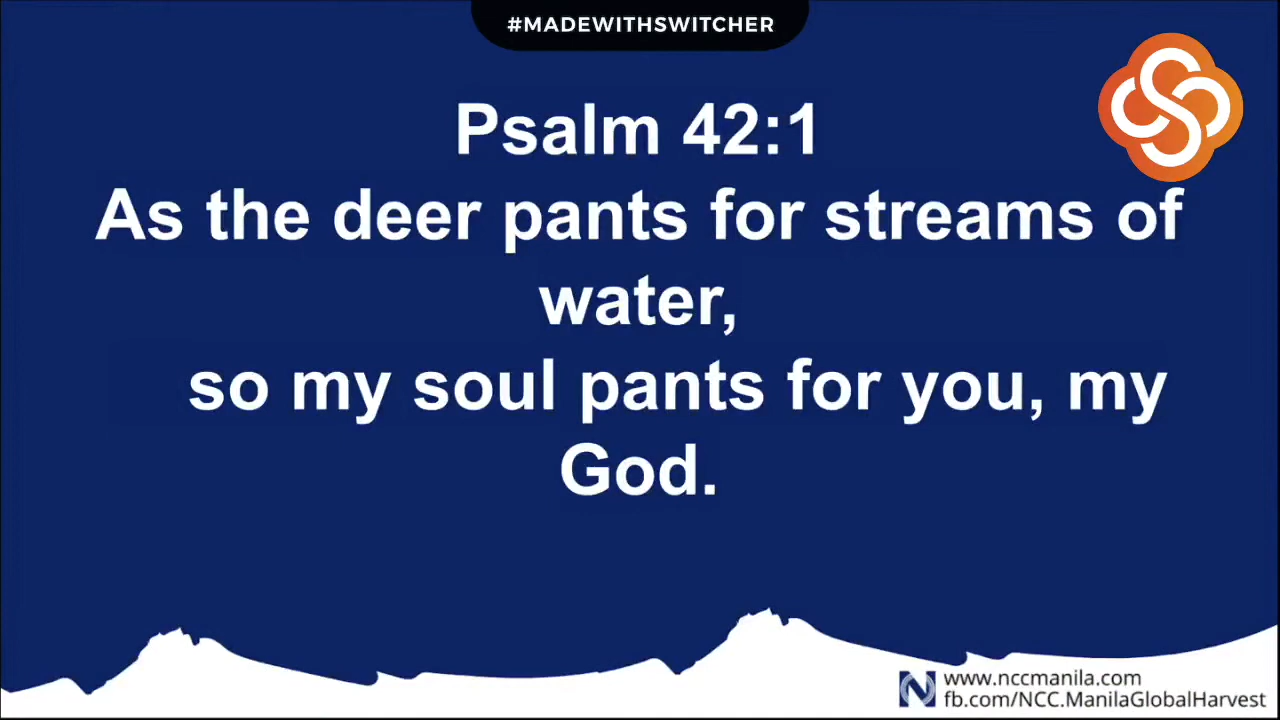 #MADEWITHSWITCHER
Psalm 42:1
As the deer pants for streams of
water,
so my soul pants for you, my
God.
www.nccmanila.com
fb.com/NCC.ManilaGlobalHarvest